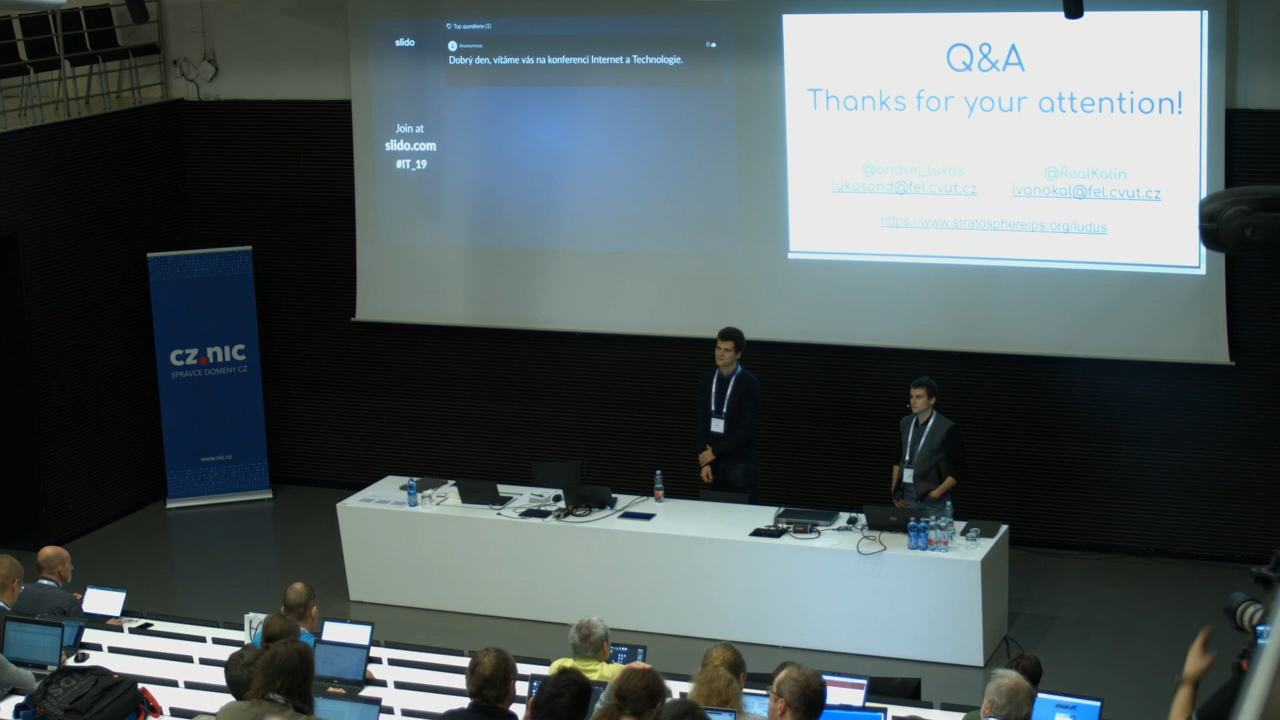 slido
Top questions (1)
Anonymous
0
Dobrý den, vítáme vás na konferenci Internet a Technologie.
Join at
slido.com
#IT_19
Q&A
Thanks for your attention!
@ondrej_lukas
lukasond@fel.cvut.cz
@RealKalin
ivanokal@fel.cvut.cz
https://www.stratosphereips.org/ludus
CZ.NIC
SPRÁVCE DOMÉNY CZ
www.nic.cz